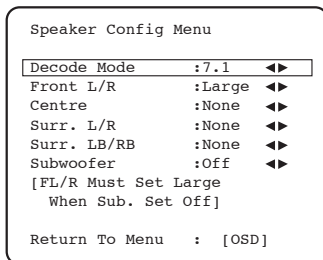 Speaker Config Menu
Decode Mode :7.1 ◄►
Front L/R :Large ◄►
Centre :None ◄►
Surr. L/R :None ◄►
Surr. LB/RB :None ◄►
Subwoofer :Off ◄►
[FL/R Must Set Large
When Sub. Set Off]
Return To Menu : [OSD]